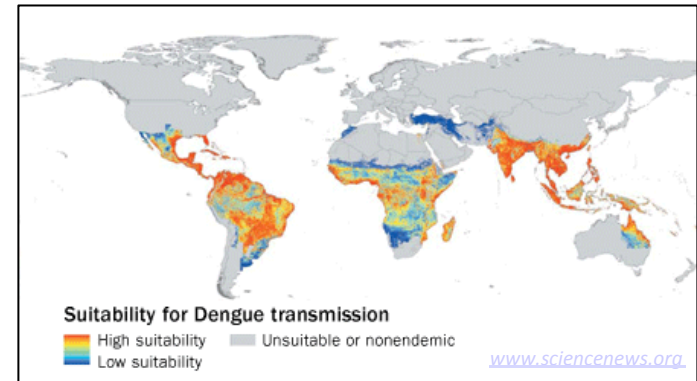 Suitability for Dengue transmission
High suitability
Unsuitable or nonendemic
Low suitability
www.sciencenews.org